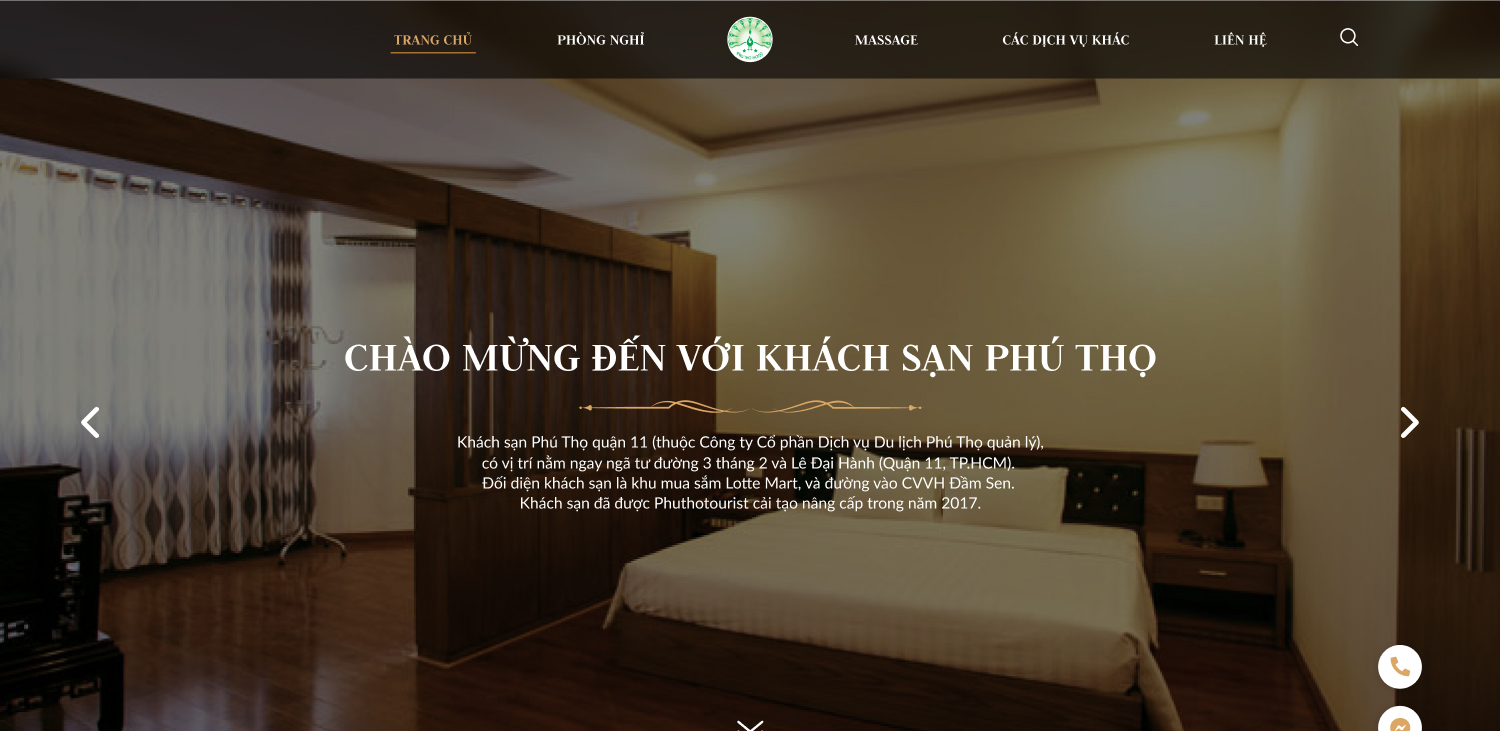 TRANG CHỦ
PHÒNG NGHỈ
MASSAGE
CÁC DỊCH VỤ KHÁC
LIÊN HỆ
CHÀO MỪNG ĐẾN VỚI KHÁCH SẠN PHÚ THỌ
Khách sạn Phú Thọ quận 11 (thuộc Công ty Cổ phần Dịch vụ Du lịch Phú Thọ quản lý),
có vị trí nằm ngay ngã tư đường 3 tháng 2 và Lê Đại Hành (Quận 11, TP.HCM).
Đối diện khách sạn là khu mua sắm Lotte Mart, và đường vào CVVH Đầm Sen.
Khách sạn đã được Phuthotourist cải tạo nâng cấp trong năm 2017.